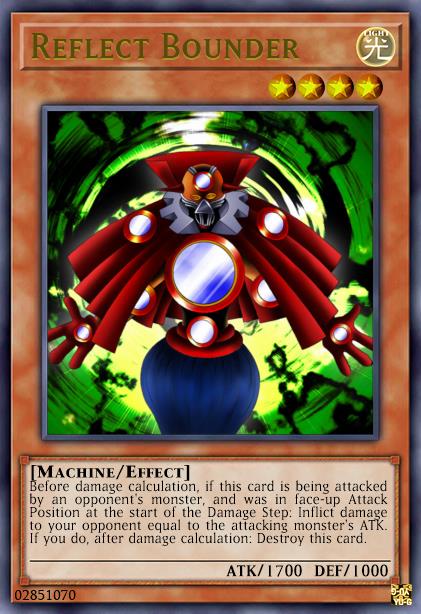 Reflect Bounder
LIGHT
光
[Machine/Effect]
Before damage calculation, if this card is being attacked
by an opponent's monster, and was in face-up Attack
Position at the start of the Damage Step: Inflict damage
to your opponent equal to the attacking monster's ATK.
If you do, after damage calculation: Destroy this card.
ATK/1700 DEF/1000
02851070